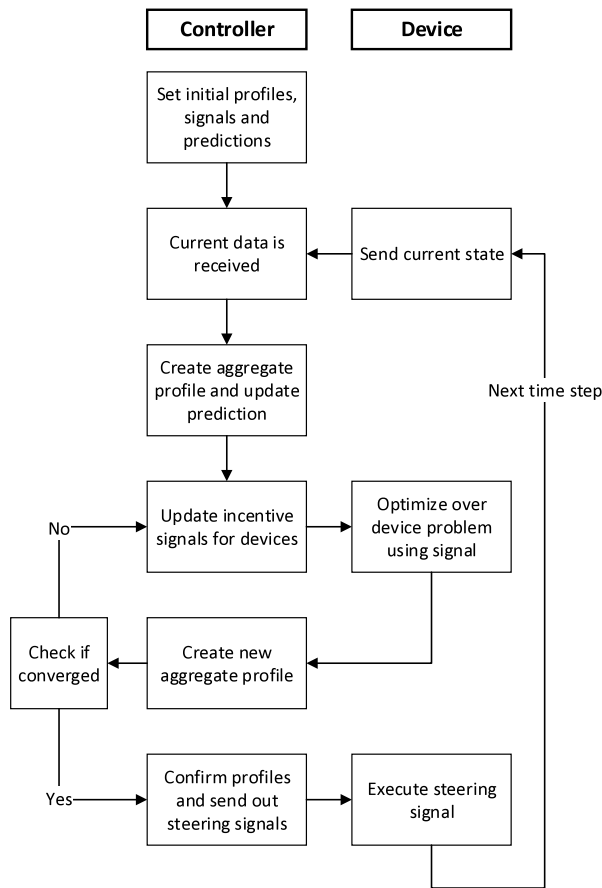 Controller
Device
Set initial profiles,
signals and
predictions
Current data is
received
Send current state
Create aggregate
profile and update
prediction
Next time step
Update incentive
signals for devices
Optimize over
device problem
using signal
No
Check if
converged
Create new
aggregate profile
Yes
Confirm profiles
and send out
steering signals
Execute steering
signal